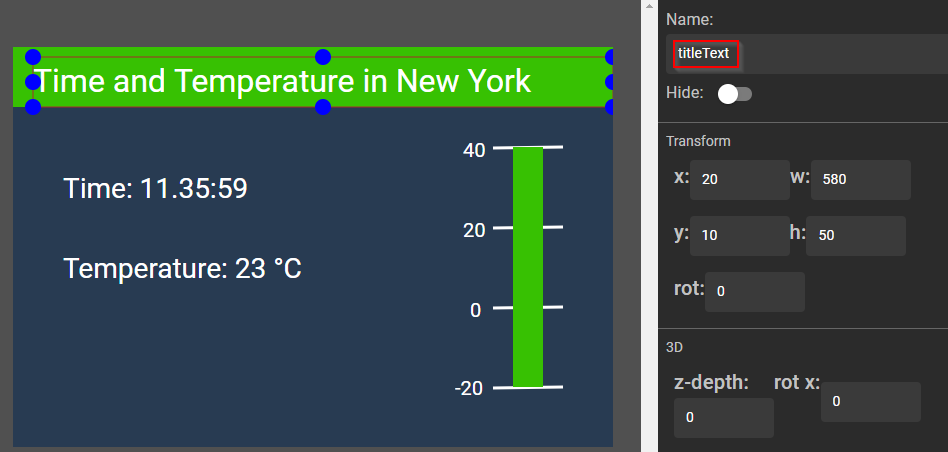 Time and Temperature in New York
Time: 11.35:59
Temperature: 23 °C
40
20
0
-20
Name:
titleText
Hide:
Transform
x: 20 w: 580
y: 10 h: 50
rot: 0
3D
z-depth: 0 rot x: 0